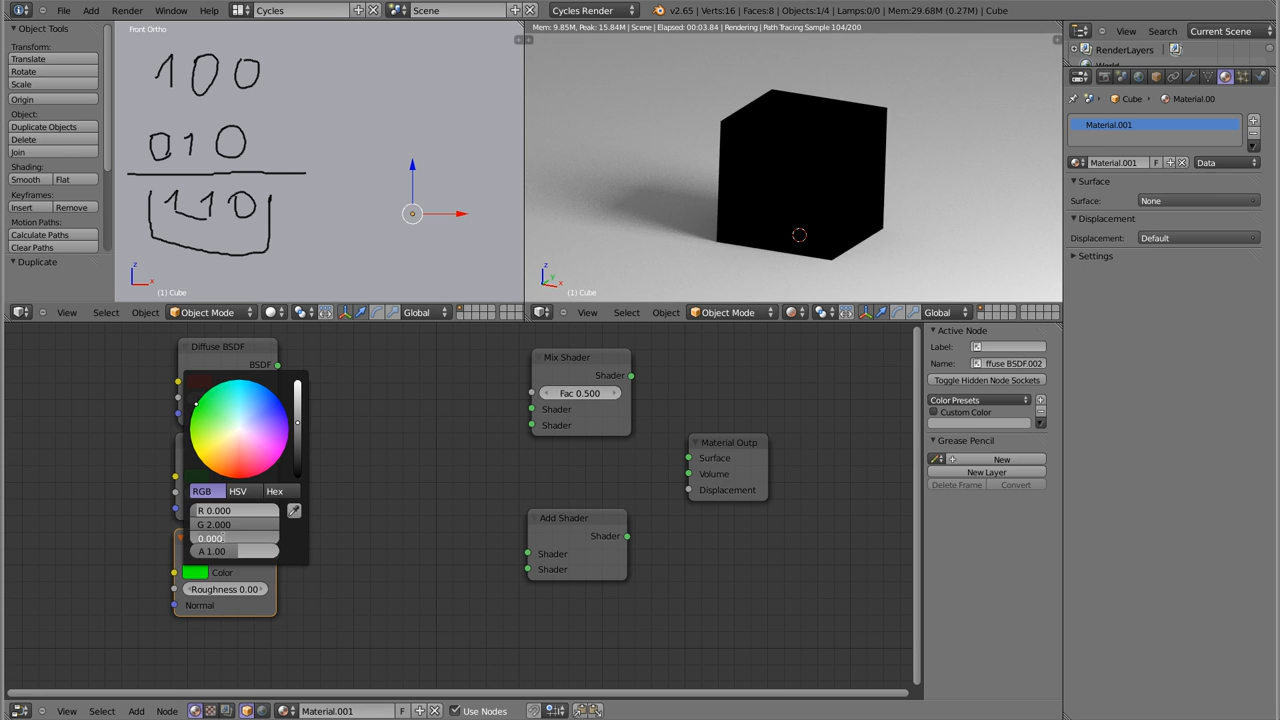 File Add Render Window Help Cycles Scene Cycles Render v2.65 | Verts:16 | Faces:8 | Objects:1/4 | Lamps:0/0 | Mem:29.68M (0.27M) | Cube
Object Tools
Transform:
Translate
Rotate
Scale
Origin
Object:
Duplicate Objects
Delete
Join
Shading:
Smooth Flat
Keyframes:
Insert Remove
Motion Paths:
Calculate Paths
Clear Paths
Duplicate
Front Ortho
100
010
110
z
x
(1) Cube
Mem: 9.85M, Peak: 15.84M | Scene | Elapsed: 00:03.84 | Rendering | Path Tracing Sample 104/200
z
y
x
(1) Cube
View Search Current Scene
RenderLayers
Cube Material.00
Material.001
Material.001 F Data
Surface
Surface: None
Displacement
Displacement: Default
Settings
View Select Object Object Mode Global
View Select Object Object Mode Global
Diffuse BSDF
BSDF
RGB HSV Hex
R 0.000
G 2.000
0.000
A 1.00
Color
Roughness 0.00
Normal
Mix Shader
Shader
Fac 0.500
Shader
Shader
Material Outp
Surface
Volume
Displacement
Add Shader
Shader
Shader
Shader
Active Node
Label:
Name: ffuse BSDF.002
Toggle Hidden Node Sockets
Color Presets
Custom Color
Grease Pencil
New
New Layer
Delete Frame Convert
View Select Add Node Material.001 F Use Nodes